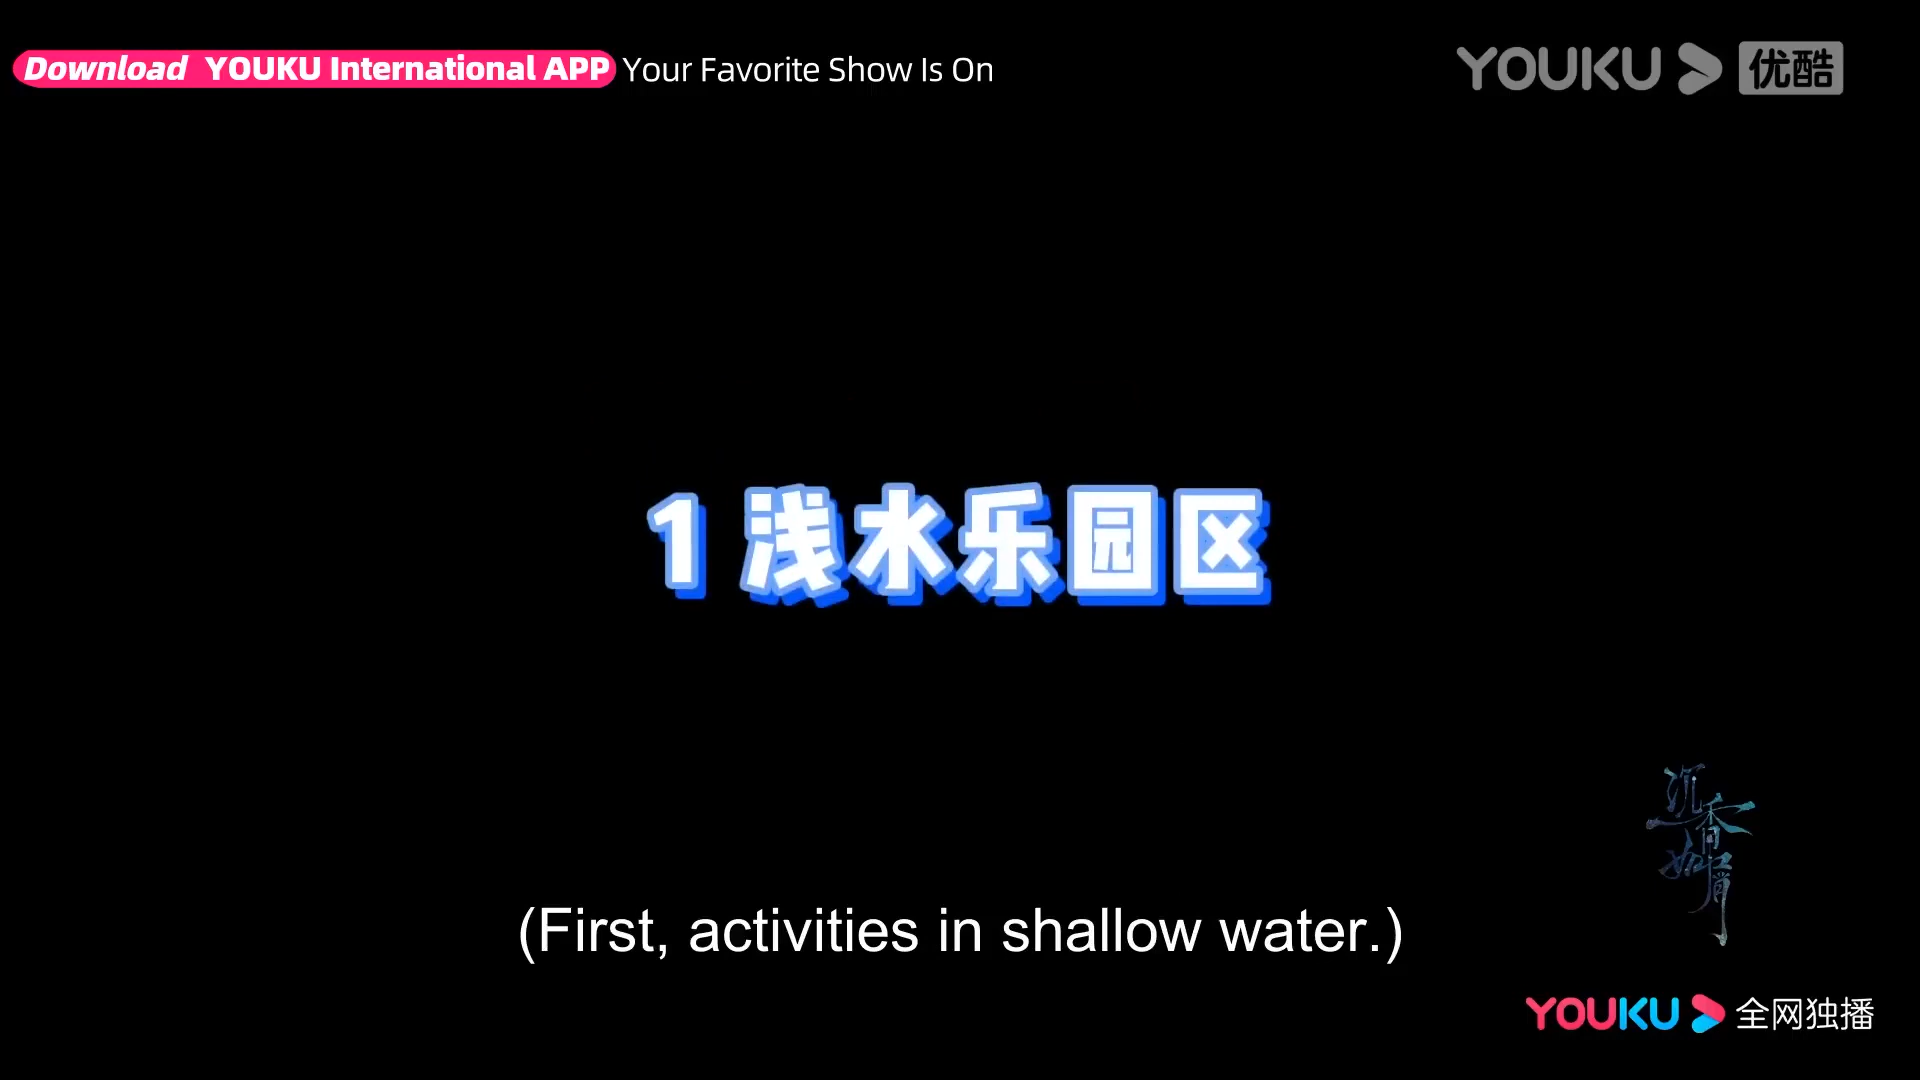 Download YOUKU International APP Your Favorite Show Is On
YOUKU 优酷
1 浅水乐园区
沉香如屑
(First, activities in shallow water.)
YOUKU 全网独播